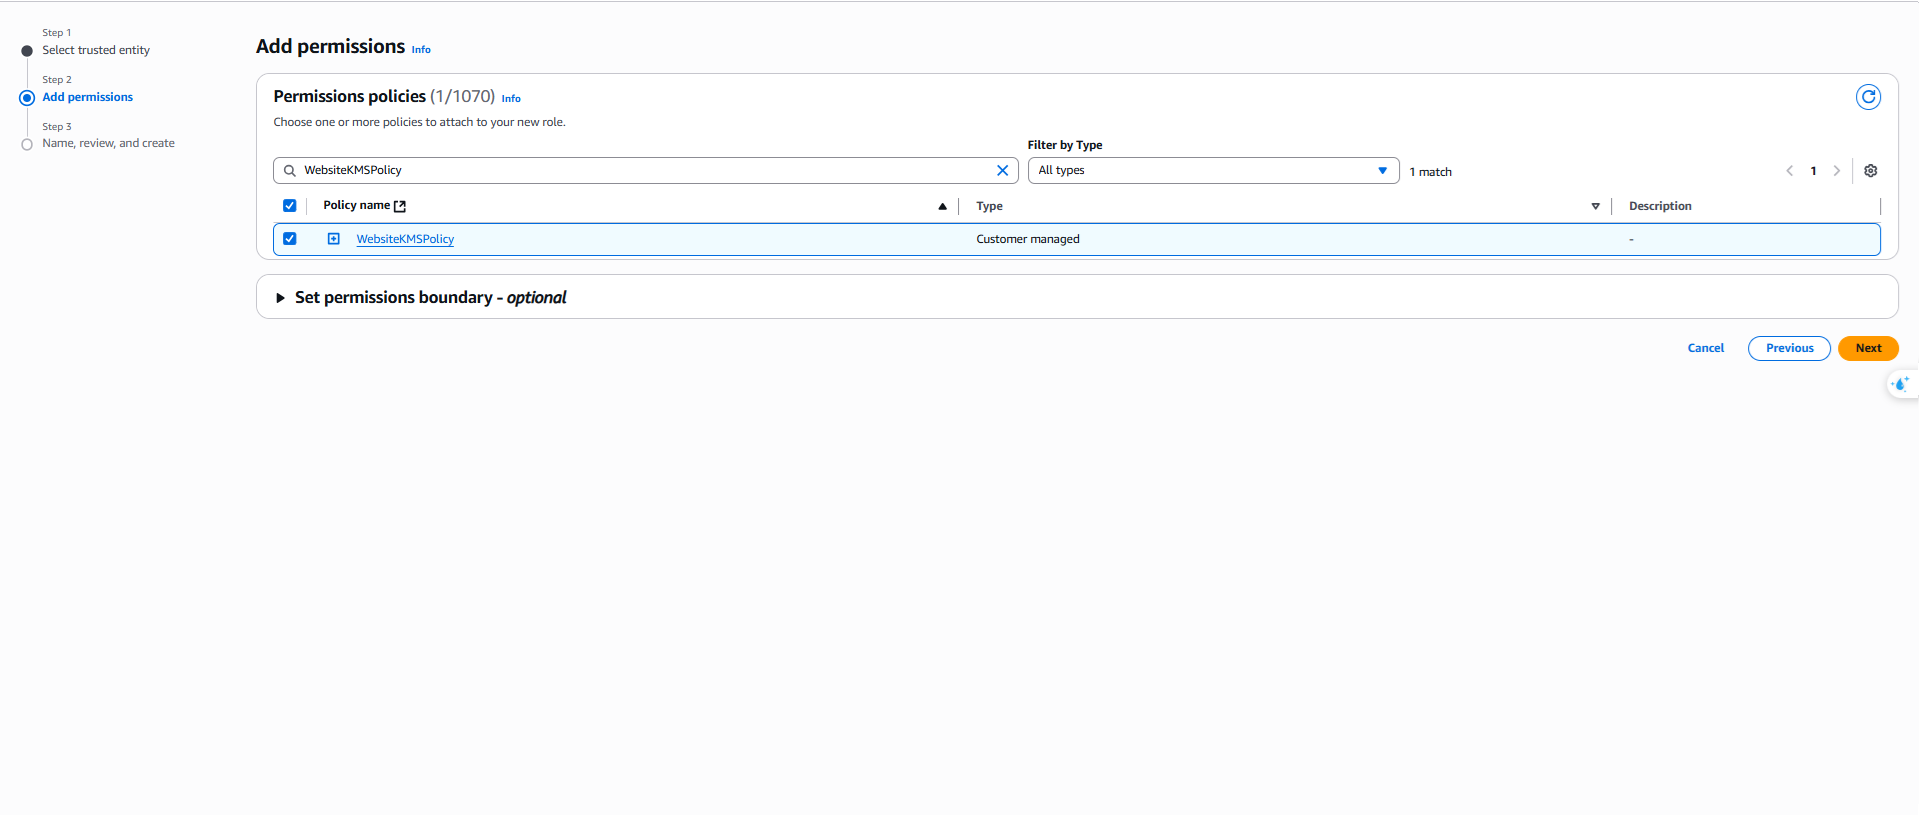 Step 1
Select trusted entity
Step 2
Add permissions
Step 3
Name, review, and create
Add permissions Info
Permissions policies (1/1070) Info
Choose one or more policies to attach to your new role.
Filter by Type
WebsiteKMSPolicy
All types
1 match
1
Policy name
Type
Description
WebsiteKMSPolicy
Customer managed
-
Set permissions boundary - optional
Cancel
Previous
Next